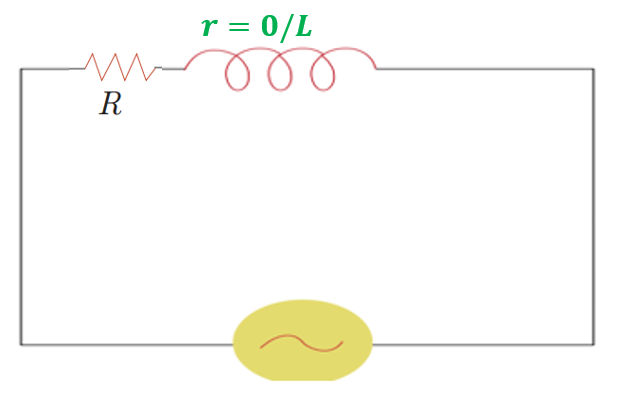 r = 0/L
R